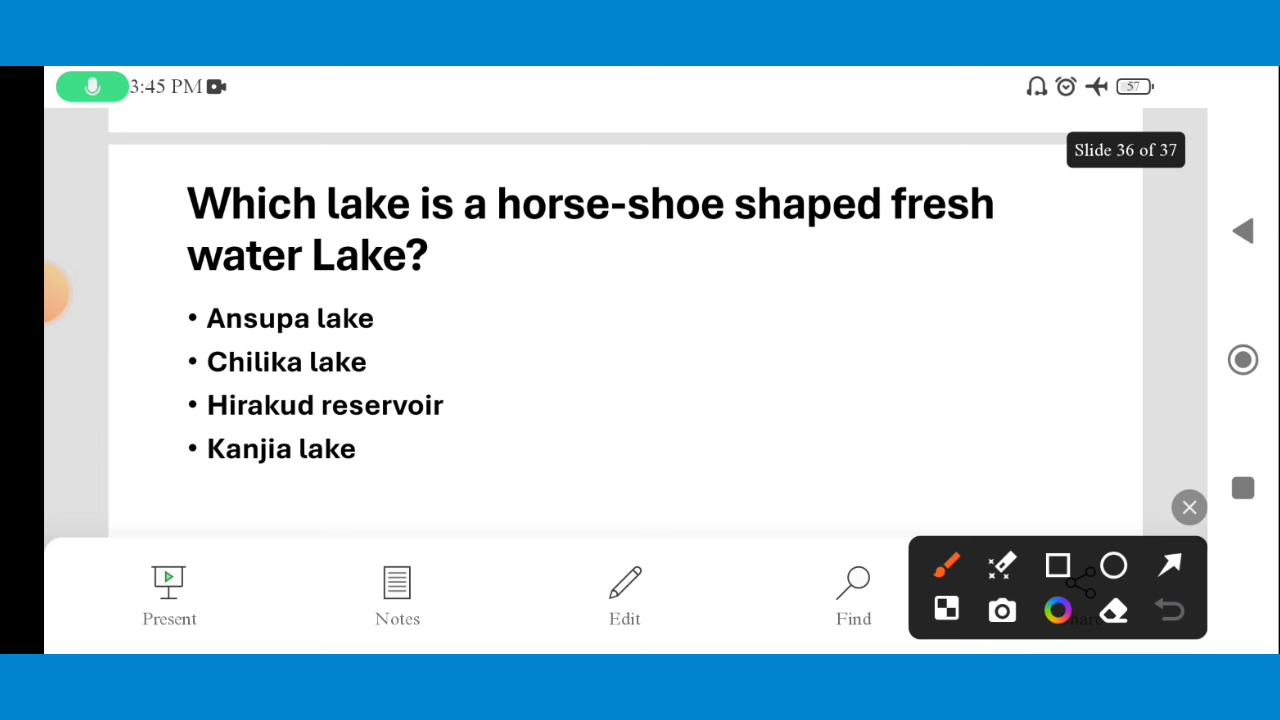 3:45 PM
57
Slide 36 of 37
Which lake is a horse-shoe shaped fresh
water Lake?
• Ansupa lake
• Chilika lake
• Hirakud reservoir
• Kanjia lake
Present
Notes
Edit
Find
Share